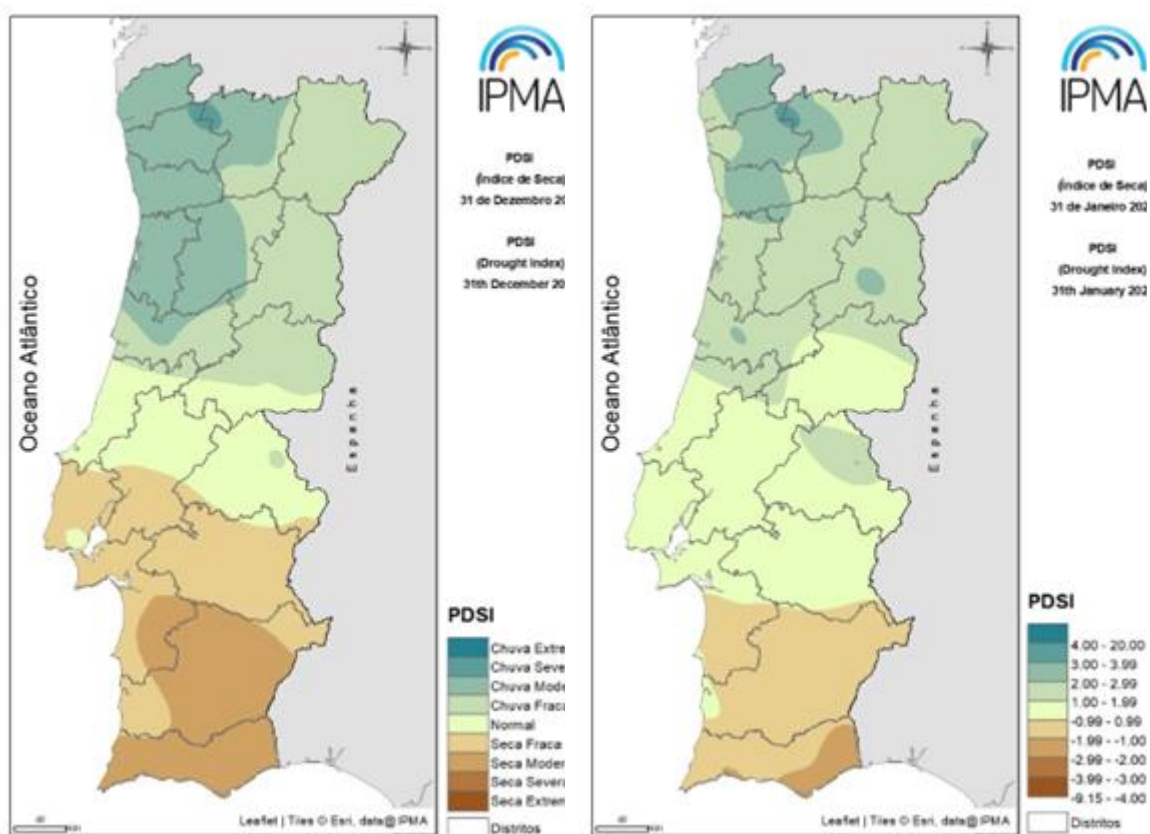 Oceano Atlântico
Espanha
IPMA
PDSI
(Índice de Seca)
31 de Dezembro 20
PDSI
(Drought Index)
31th December 20
PDSI
Chuva Extre
Chuva Seve
Chuva Mode
Chuva Fraca
Normal
Seca Fraca
Seca Moder
Seca Severa
Seca Extrem
Distritos
Leaflet | Tiles © Esri, data@IPMA
Oceano Atlântico
Espanha
IPMA
PDSI
(Índice de Seca)
31 de Janeiro 202
PDSI
(Drought Index)
31th January 202
PDSI
4.00 - 20.00
3.00 - 3.99
2.00 - 2.99
1.00 - 1.99
-0.99 - 0.99
-1.99 - -1.00
-2.99 - -2.00
-3.99 - -3.00
-9.15 - -4.00
Distritos
Leaflet | Tiles © Esri, data@IPMA